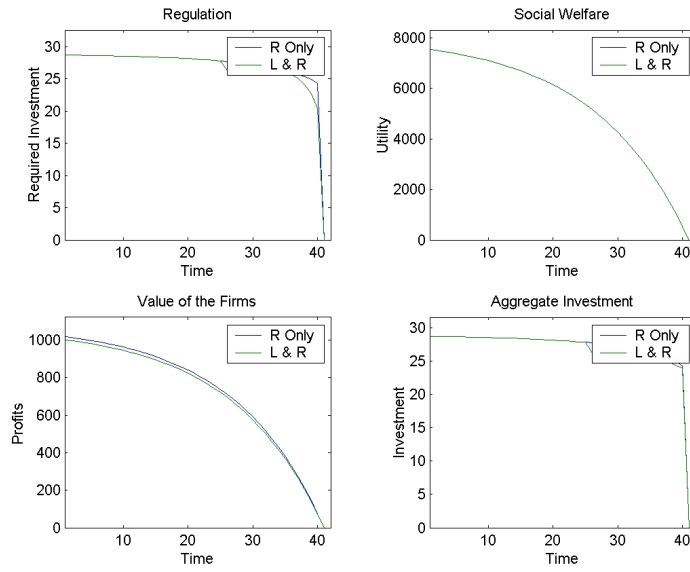 Regulation
Required Investment
30
25
20
15
10
5
0
10
20
30
40
Time
R Only
L & R
Social Welfare
Utility
8000
6000
4000
2000
0
10
20
30
40
Time
R Only
L & R
Value of the Firms
Profits
1000
800
600
400
200
0
10
20
30
40
Time
R Only
L & R
Aggregate Investment
Investment
30
25
20
15
10
5
0
10
20
30
40
Time
R Only
L & R